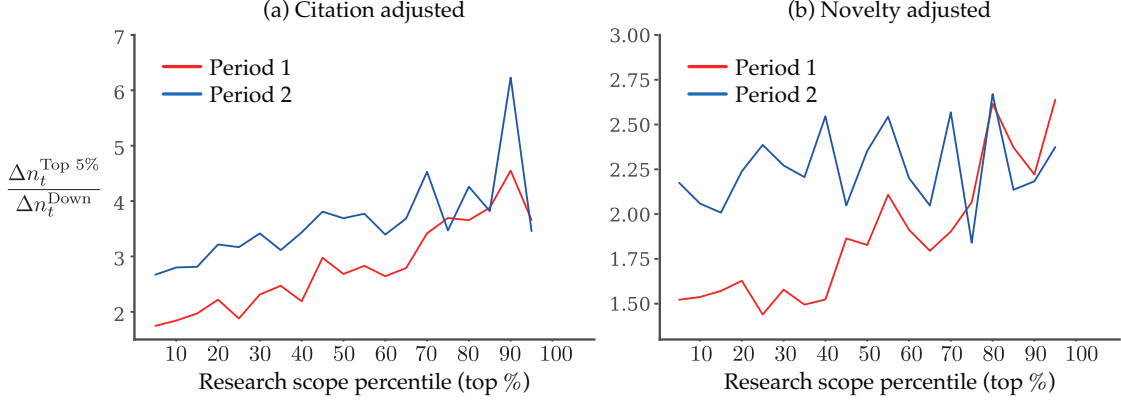 (a) Citation adjusted
7
6
5
4
3
2
Period 1
Period 2
Δn_t^Top 5%
Δn_t^Down
10 20 30 40 50 60 70 80 90 100
Research scope percentile (top %)
(b) Novelty adjusted
3.00
2.75
2.50
2.25
2.00
1.75
1.50
Period 1
Period 2
10 20 30 40 50 60 70 80 90 100
Research scope percentile (top %)